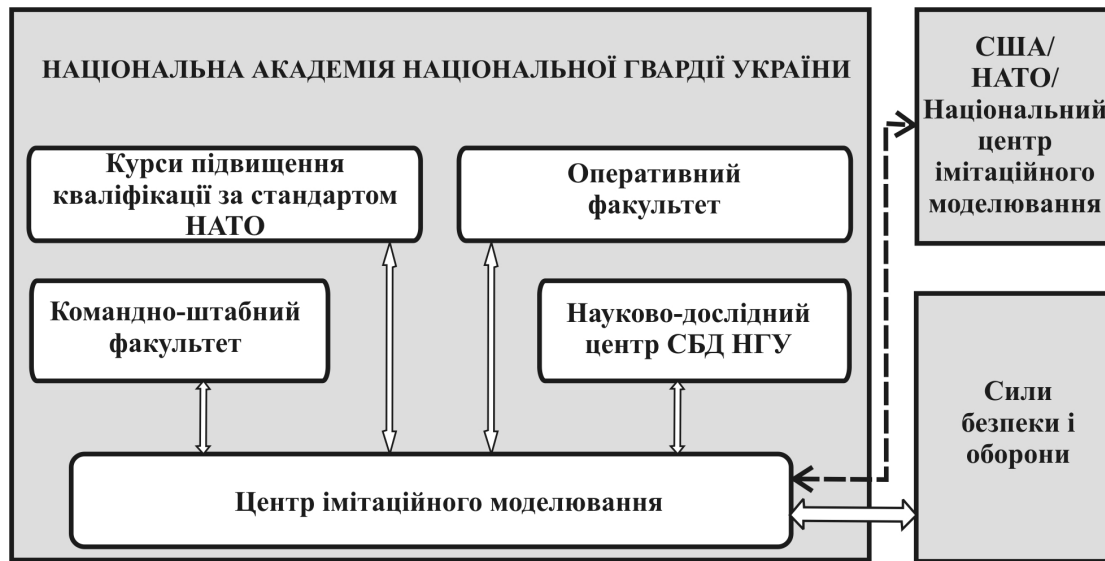 НАЦІОНАЛЬНА АКАДЕМІЯ НАЦІОНАЛЬНОЇ ГВАРДІЇ УКРАЇНИ
Курси підвищення
кваліфікації за стандартом
НАТО
Оперативний
факультет
Командно-штабний
факультет
Науково-дослідний
центр СБД НГУ
Центр імітаційного моделювання
США/
НАТО/
Національний
центр
імітаційного
моделювання
Сили
безпеки і
оборони